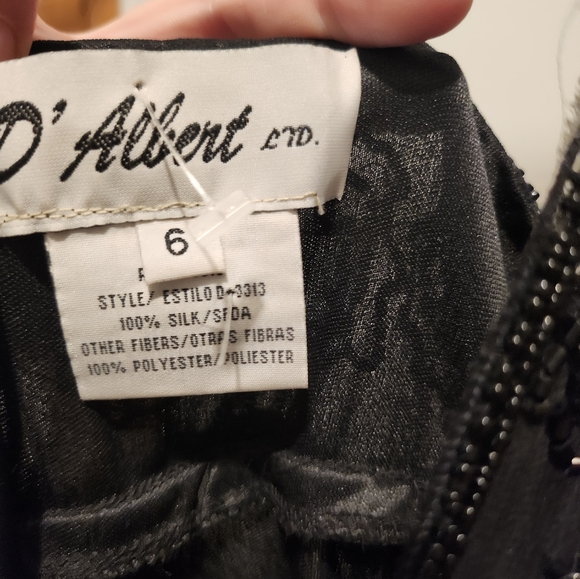 D' Albert LTD.
6
STYLE/ ESTILO D-3313
100% SILK/SEDA
OTHER FIBERS/OTRAS FIBRAS
100% POLYESTER/POLIESTER